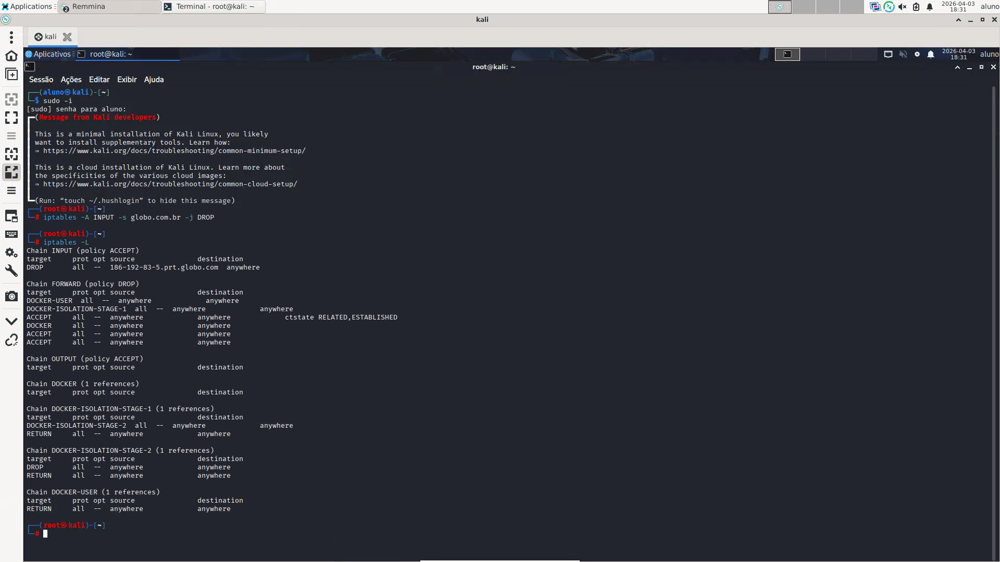 Applications
2
Remmina
Terminal - root@kali: ~
2026-04-03
18:31
aluno
kali
kali
Aplicativos
root@kali: ~
2026-04-03
18:31
aluno
root@kali: ~
Sessão Ações Editar Exibir Ajuda
┌──(aluno㉿kali)-[~]
└─$ sudo -i
[sudo] senha para aluno:
┏━(Message from Kali developers)
┃
┃ This is a minimal installation of Kali Linux, you likely
┃ want to install supplementary tools. Learn how:
┃ ⇒ https://www.kali.org/docs/troubleshooting/common-minimum-setup/
┃
┃ This is a cloud installation of Kali Linux. Learn more about
┃ the specificities of the various cloud images:
┃ ⇒ https://www.kali.org/docs/troubleshooting/common-cloud-setup/
┃
┗━(Run: “touch ~/.hushlogin” to hide this message)
┌──(root㉿kali)-[~]
└─# iptables -A INPUT -s globo.com.br -j DROP

┌──(root㉿kali)-[~]
└─# iptables -L
Chain INPUT (policy ACCEPT)
target     prot opt source               destination
DROP       all  --  186-192-83-5.prt.globo.com  anywhere

Chain FORWARD (policy DROP)
target     prot opt source               destination
DOCKER-USER  all  --  anywhere             anywhere
DOCKER-ISOLATION-STAGE-1  all  --  anywhere             anywhere
ACCEPT     all  --  anywhere             anywhere             ctstate RELATED,ESTABLISHED
DOCKER     all  --  anywhere             anywhere
ACCEPT     all  --  anywhere             anywhere
ACCEPT     all  --  anywhere             anywhere

Chain OUTPUT (policy ACCEPT)
target     prot opt source               destination

Chain DOCKER (1 references)
target     prot opt source               destination

Chain DOCKER-ISOLATION-STAGE-1 (1 references)
target     prot opt source               destination
DOCKER-ISOLATION-STAGE-2  all  --  anywhere             anywhere
RETURN     all  --  anywhere             anywhere

Chain DOCKER-ISOLATION-STAGE-2 (1 references)
target     prot opt source               destination
DROP       all  --  anywhere             anywhere
RETURN     all  --  anywhere             anywhere

Chain DOCKER-USER (1 references)
target     prot opt source               destination
RETURN     all  --  anywhere             anywhere

┌──(root㉿kali)-[~]
└─#